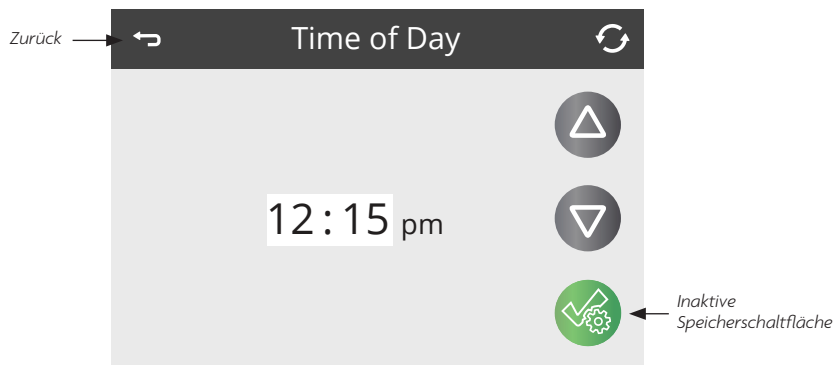 Zurück
Time of Day
12:15 pm
Inaktive
Speicherschaltfläche